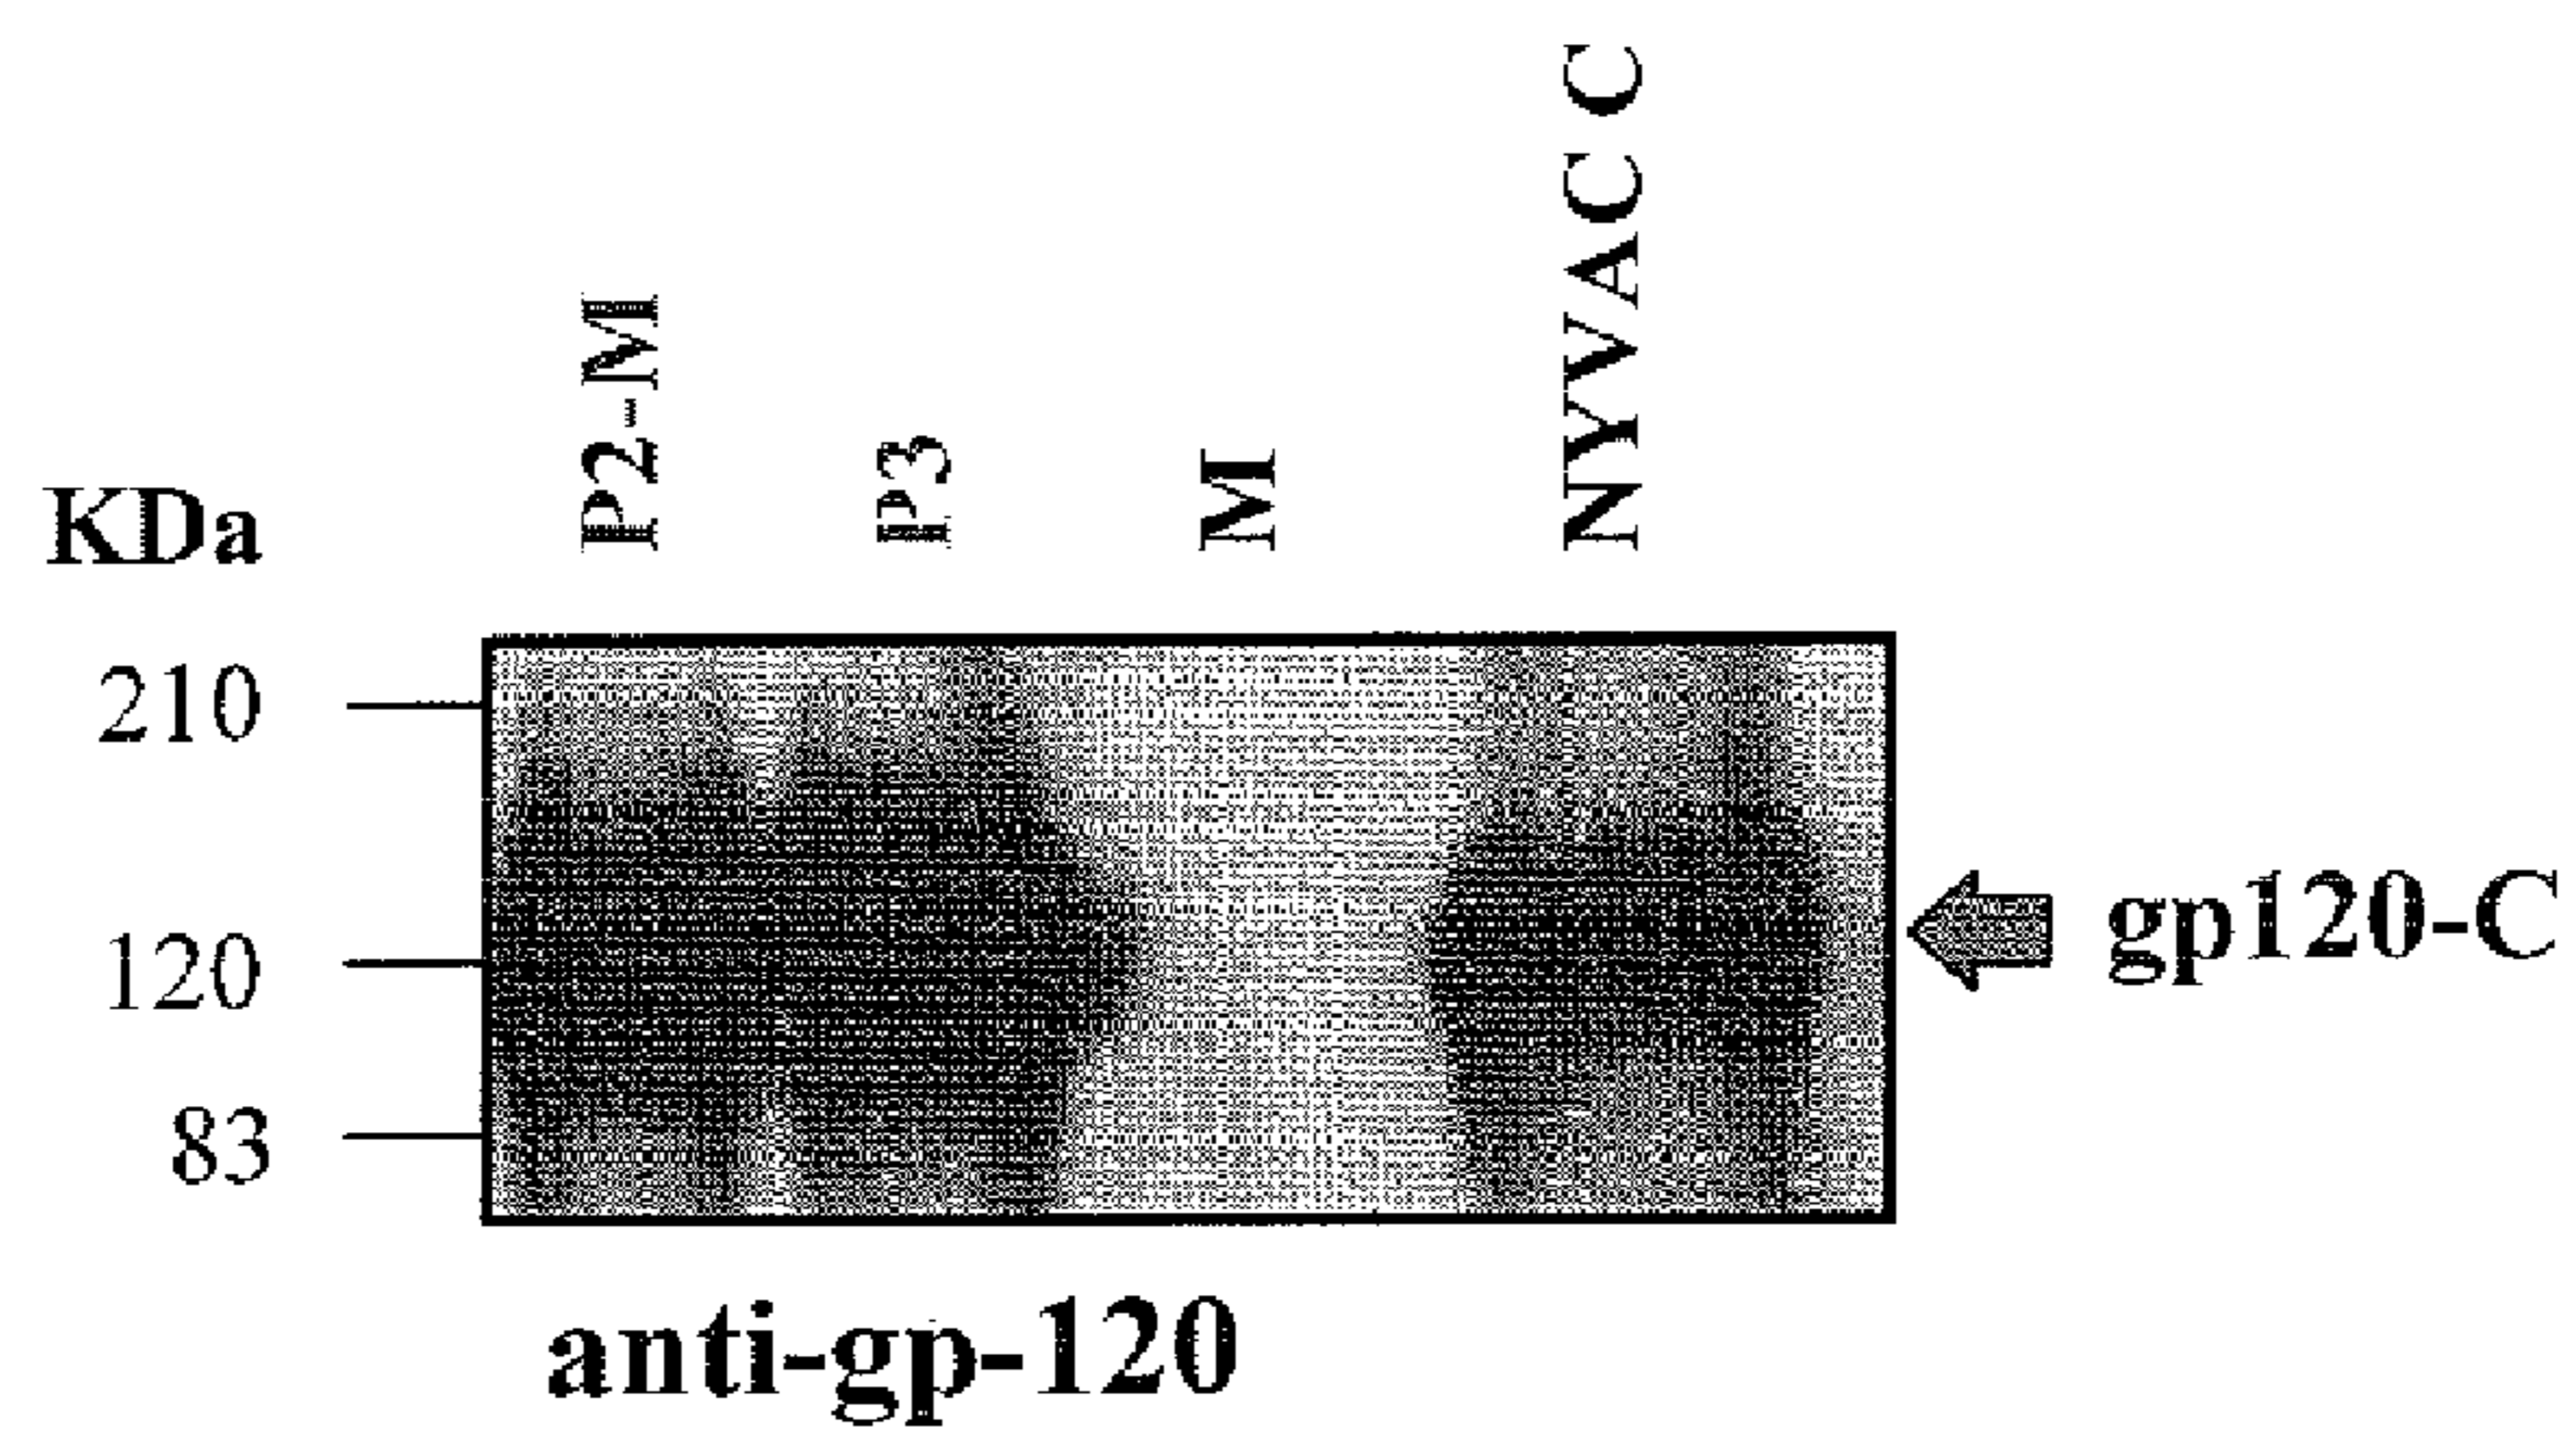 P2-M
P3
M
NYVAC C
KDa
210
120
83
gp120-C
anti-gp-120